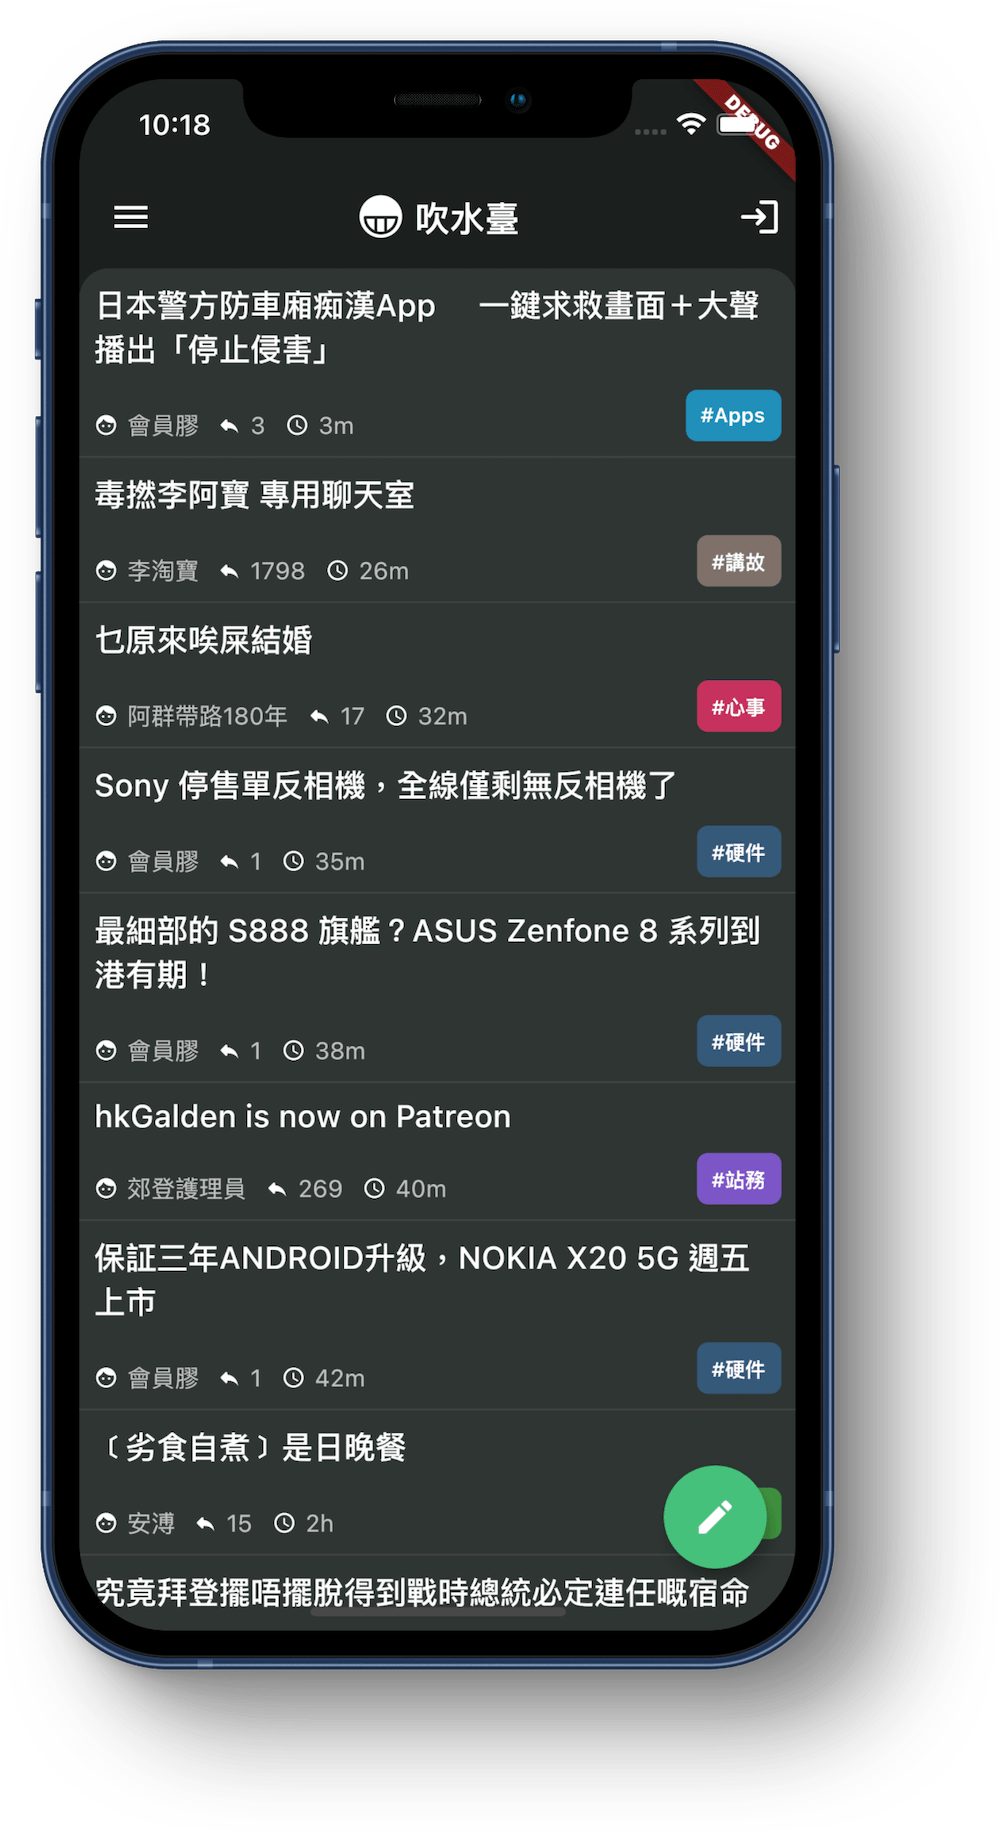 10:18
DEBUG
吹水臺
日本警方防車廂痴漢App　一鍵求救畫面＋大聲
播出「停止侵害」
會員膠 3 3m
#Apps
毒撚李阿寶 專用聊天室
李淘寶 1798 26m
#講故
乜原來唉屎結婚
阿群帶路180年 17 32m
#心事
Sony 停售單反相機，全線僅剩無反相機了
會員膠 1 35m
#硬件
最細部的 S888 旗艦？ASUS Zenfone 8 系列到
港有期！
會員膠 1 38m
#硬件
hkGalden is now on Patreon
郊登護理員 269 40m
#站務
保証三年ANDROID升級，NOKIA X20 5G 週五
上市
會員膠 1 42m
#硬件
﹝劣食自煮﹞是日晚餐
安溥 15 2h
究竟拜登擺唔擺脫得到戰時總統必定連任嘅宿命